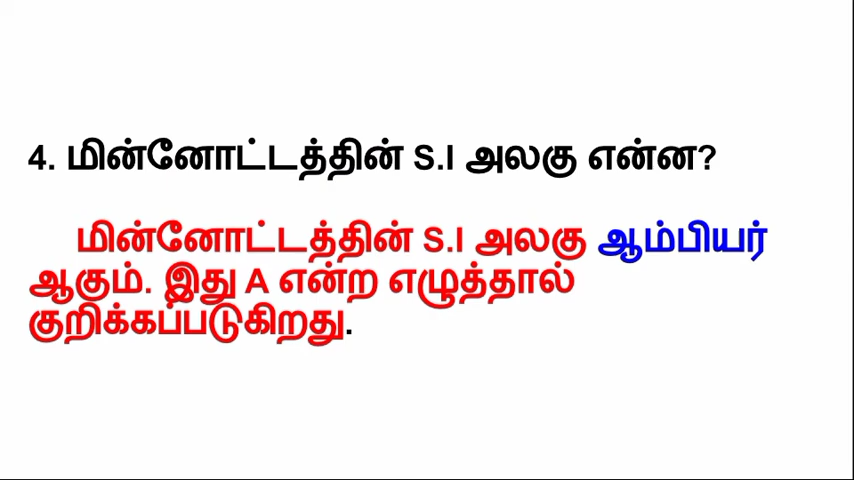 4. மின்னோட்டத்தின் S.I அலகு என்ன?
மின்னோட்டத்தின் S.I அலகு ஆம்பியர்
ஆகும். இது A என்ற எழுத்தால்
குறிக்கப்படுகிறது.